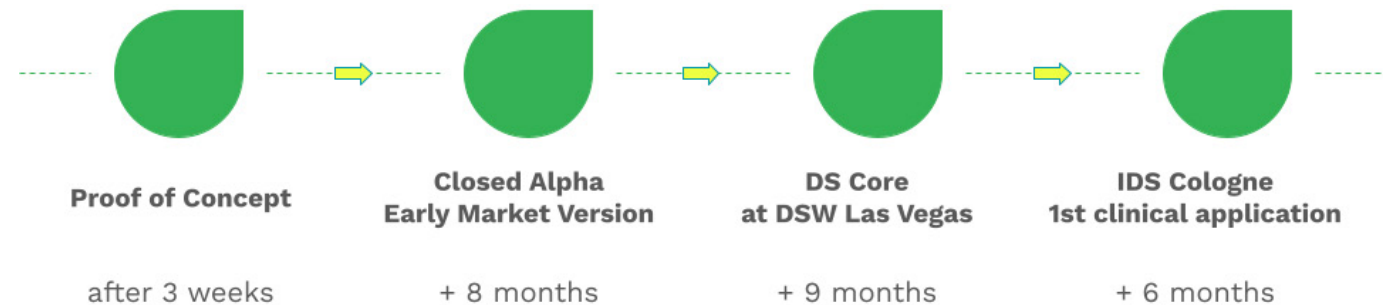 Proof of Concept
Closed Alpha
Early Market Version
DS Core
at DSW Las Vegas
IDS Cologne
1st clinical application
after 3 weeks
+ 8 months
+ 9 months
+ 6 months